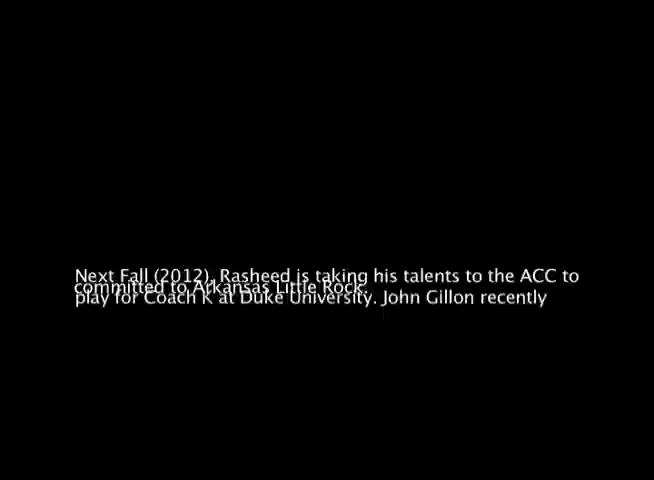 Next Fall (2012), Rasheed is taking his talents to the ACC to
play for Coach K at Duke University. John Gillon recently
committed to Arkansas Little Rock.